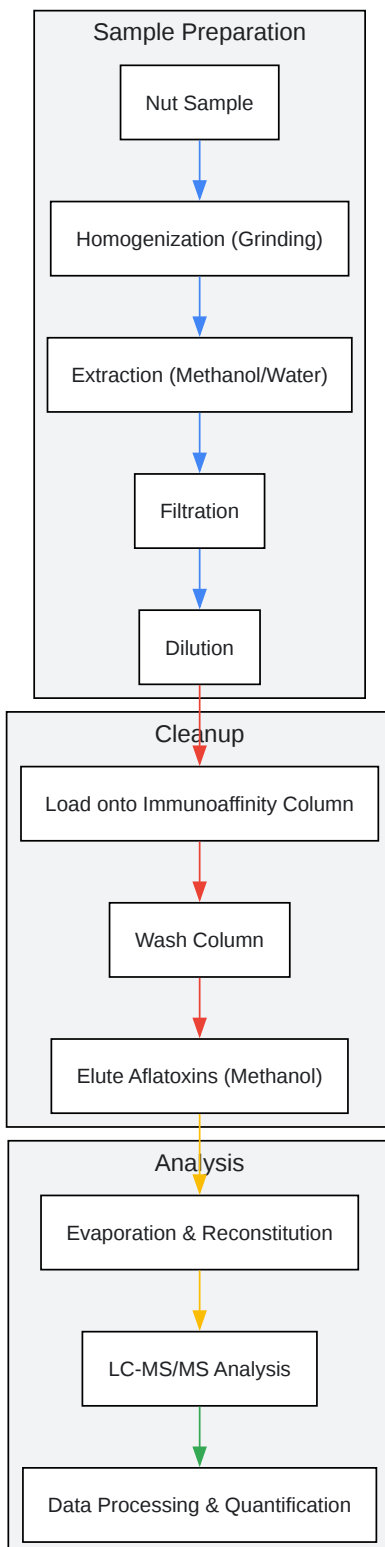 Sample Preparation
Nut Sample
Homogenization (Grinding)
Extraction (Methanol/Water)
Filtration
Dilution
Cleanup
Load onto Immunoaffinity Column
Wash Column
Elute Aflatoxins (Methanol)
Analysis
Evaporation & Reconstitution
LC-MS/MS Analysis
Data Processing & Quantification